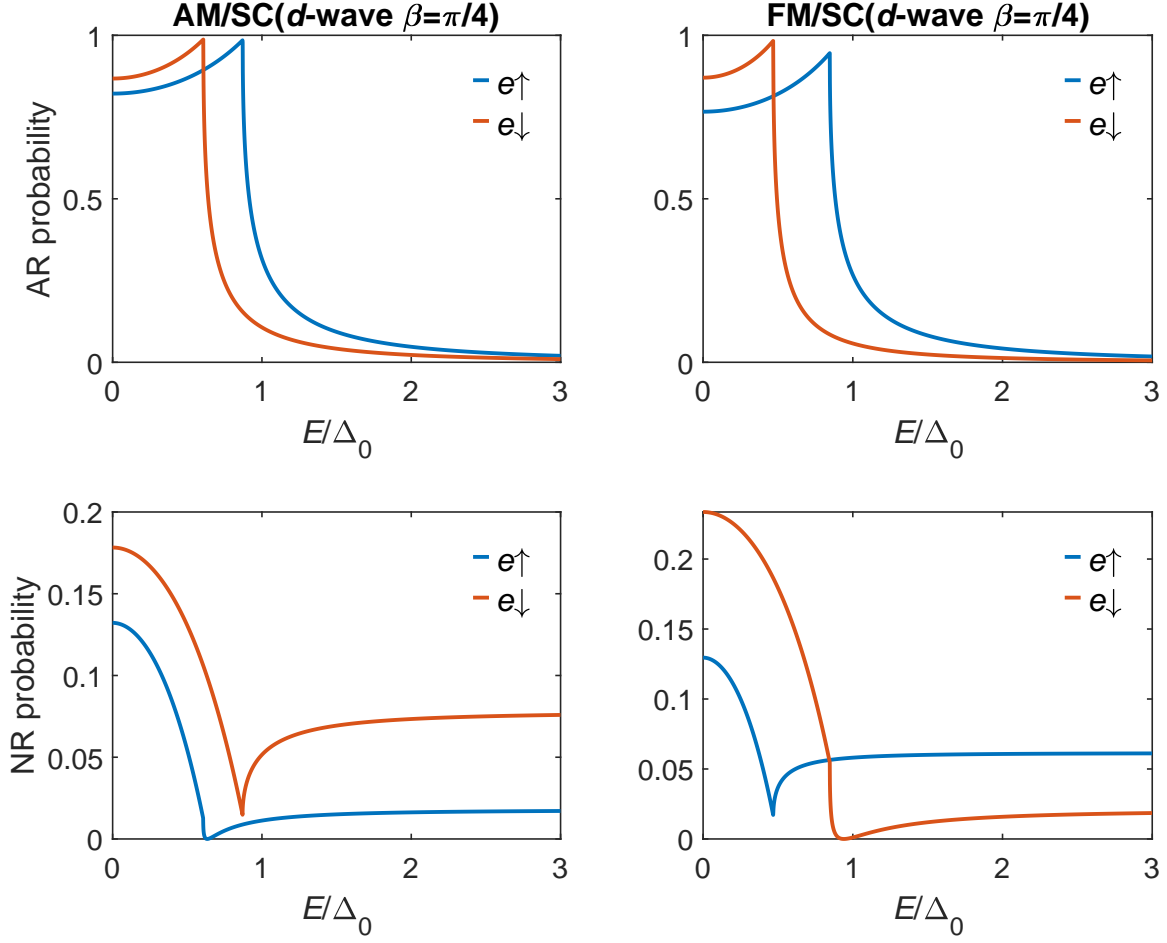 AM/SC(d-wave β=π/4)
FM/SC(d-wave β=π/4)
AR probability
1
0.5
0
0
1
2
3
E/Δ₀
e↑
e↓
1
0.5
0
0
1
2
3
E/Δ₀
e↑
e↓
NR probability
0.2
0.15
0.1
0.05
0
0
1
2
3
E/Δ₀
e↑
e↓
0.2
0.15
0.1
0.05
0
0
1
2
3
E/Δ₀
e↑
e↓